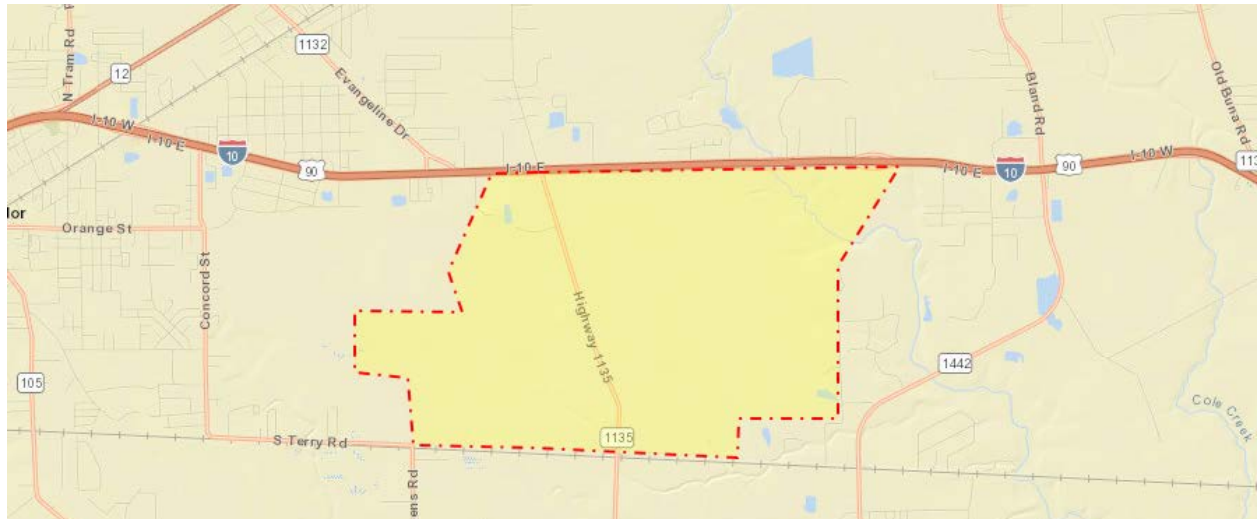 N Tram Rd
12
1132
Evangeline Dr
Bland Rd
Old Buna Rd
I-10 W
I-10 E
10
90
I-10 E
I-10 E
10
90
I-10 W
113
lor
Orange St
Concord St
Highway 1135
105
1442
Cole Creek
S Terry Rd
1135
ens Rd